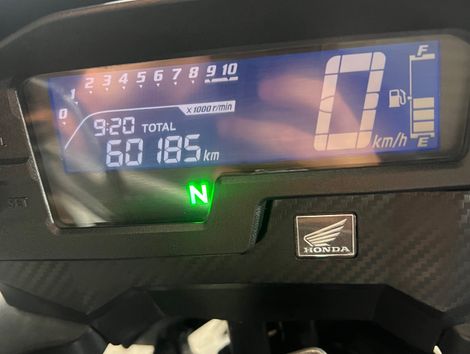 0 1 2 3 4 5 6 7 8 9 10
x 1000 r/min
9:20 TOTAL
60185 km
0 km/h
F
E
N
SET
HONDA